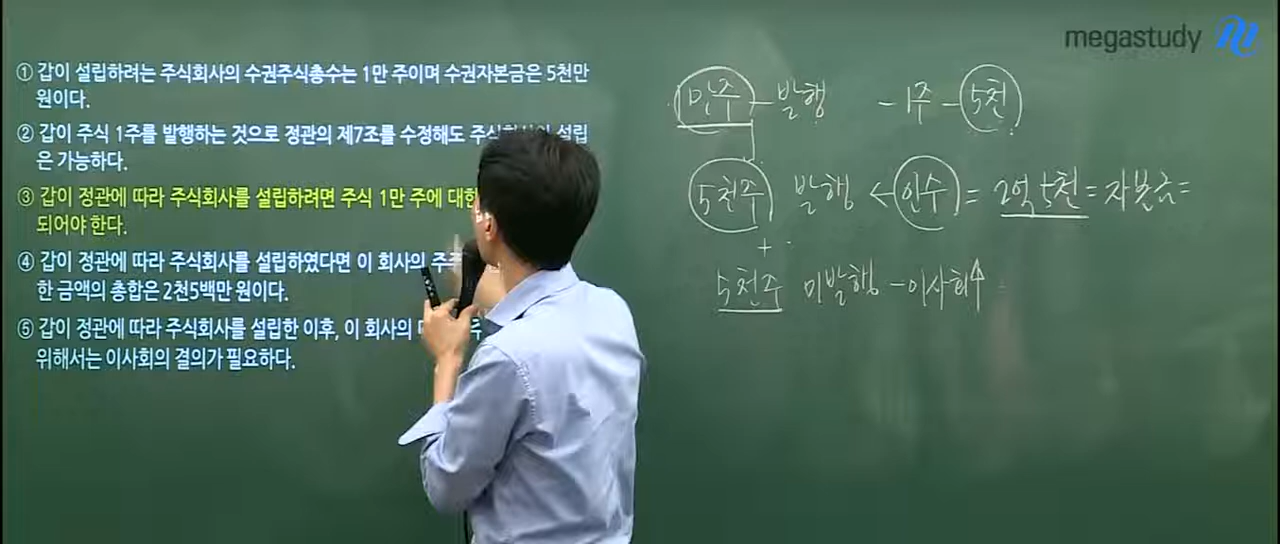 megastudy
① 갑이 설립하려는 주식회사의 수권주식총수는 1만 주이며 수권자본금은 5천만
원이다.
② 갑이 주식 1주를 발행하는 것으로 정관의 제7조를 수정해도 주식회사의 설립
은 가능하다.
③ 갑이 정관에 따라 주식회사를 설립하려면 주식 1만 주에 대한
되어야 한다.
④ 갑이 정관에 따라 주식회사를 설립하였다면 이 회사의 주주
한 금액의 총합은 2천5백만 원이다.
⑤ 갑이 정관에 따라 주식회사를 설립한 이후, 이 회사의
위해서는 이사회의 결의가 필요하다.
만주 - 발행 - 1주 - 5천
5천주 발행 ← 인수 = 2억 5천 = 자본금 =
+
5천주 미발행 - 이사회↑